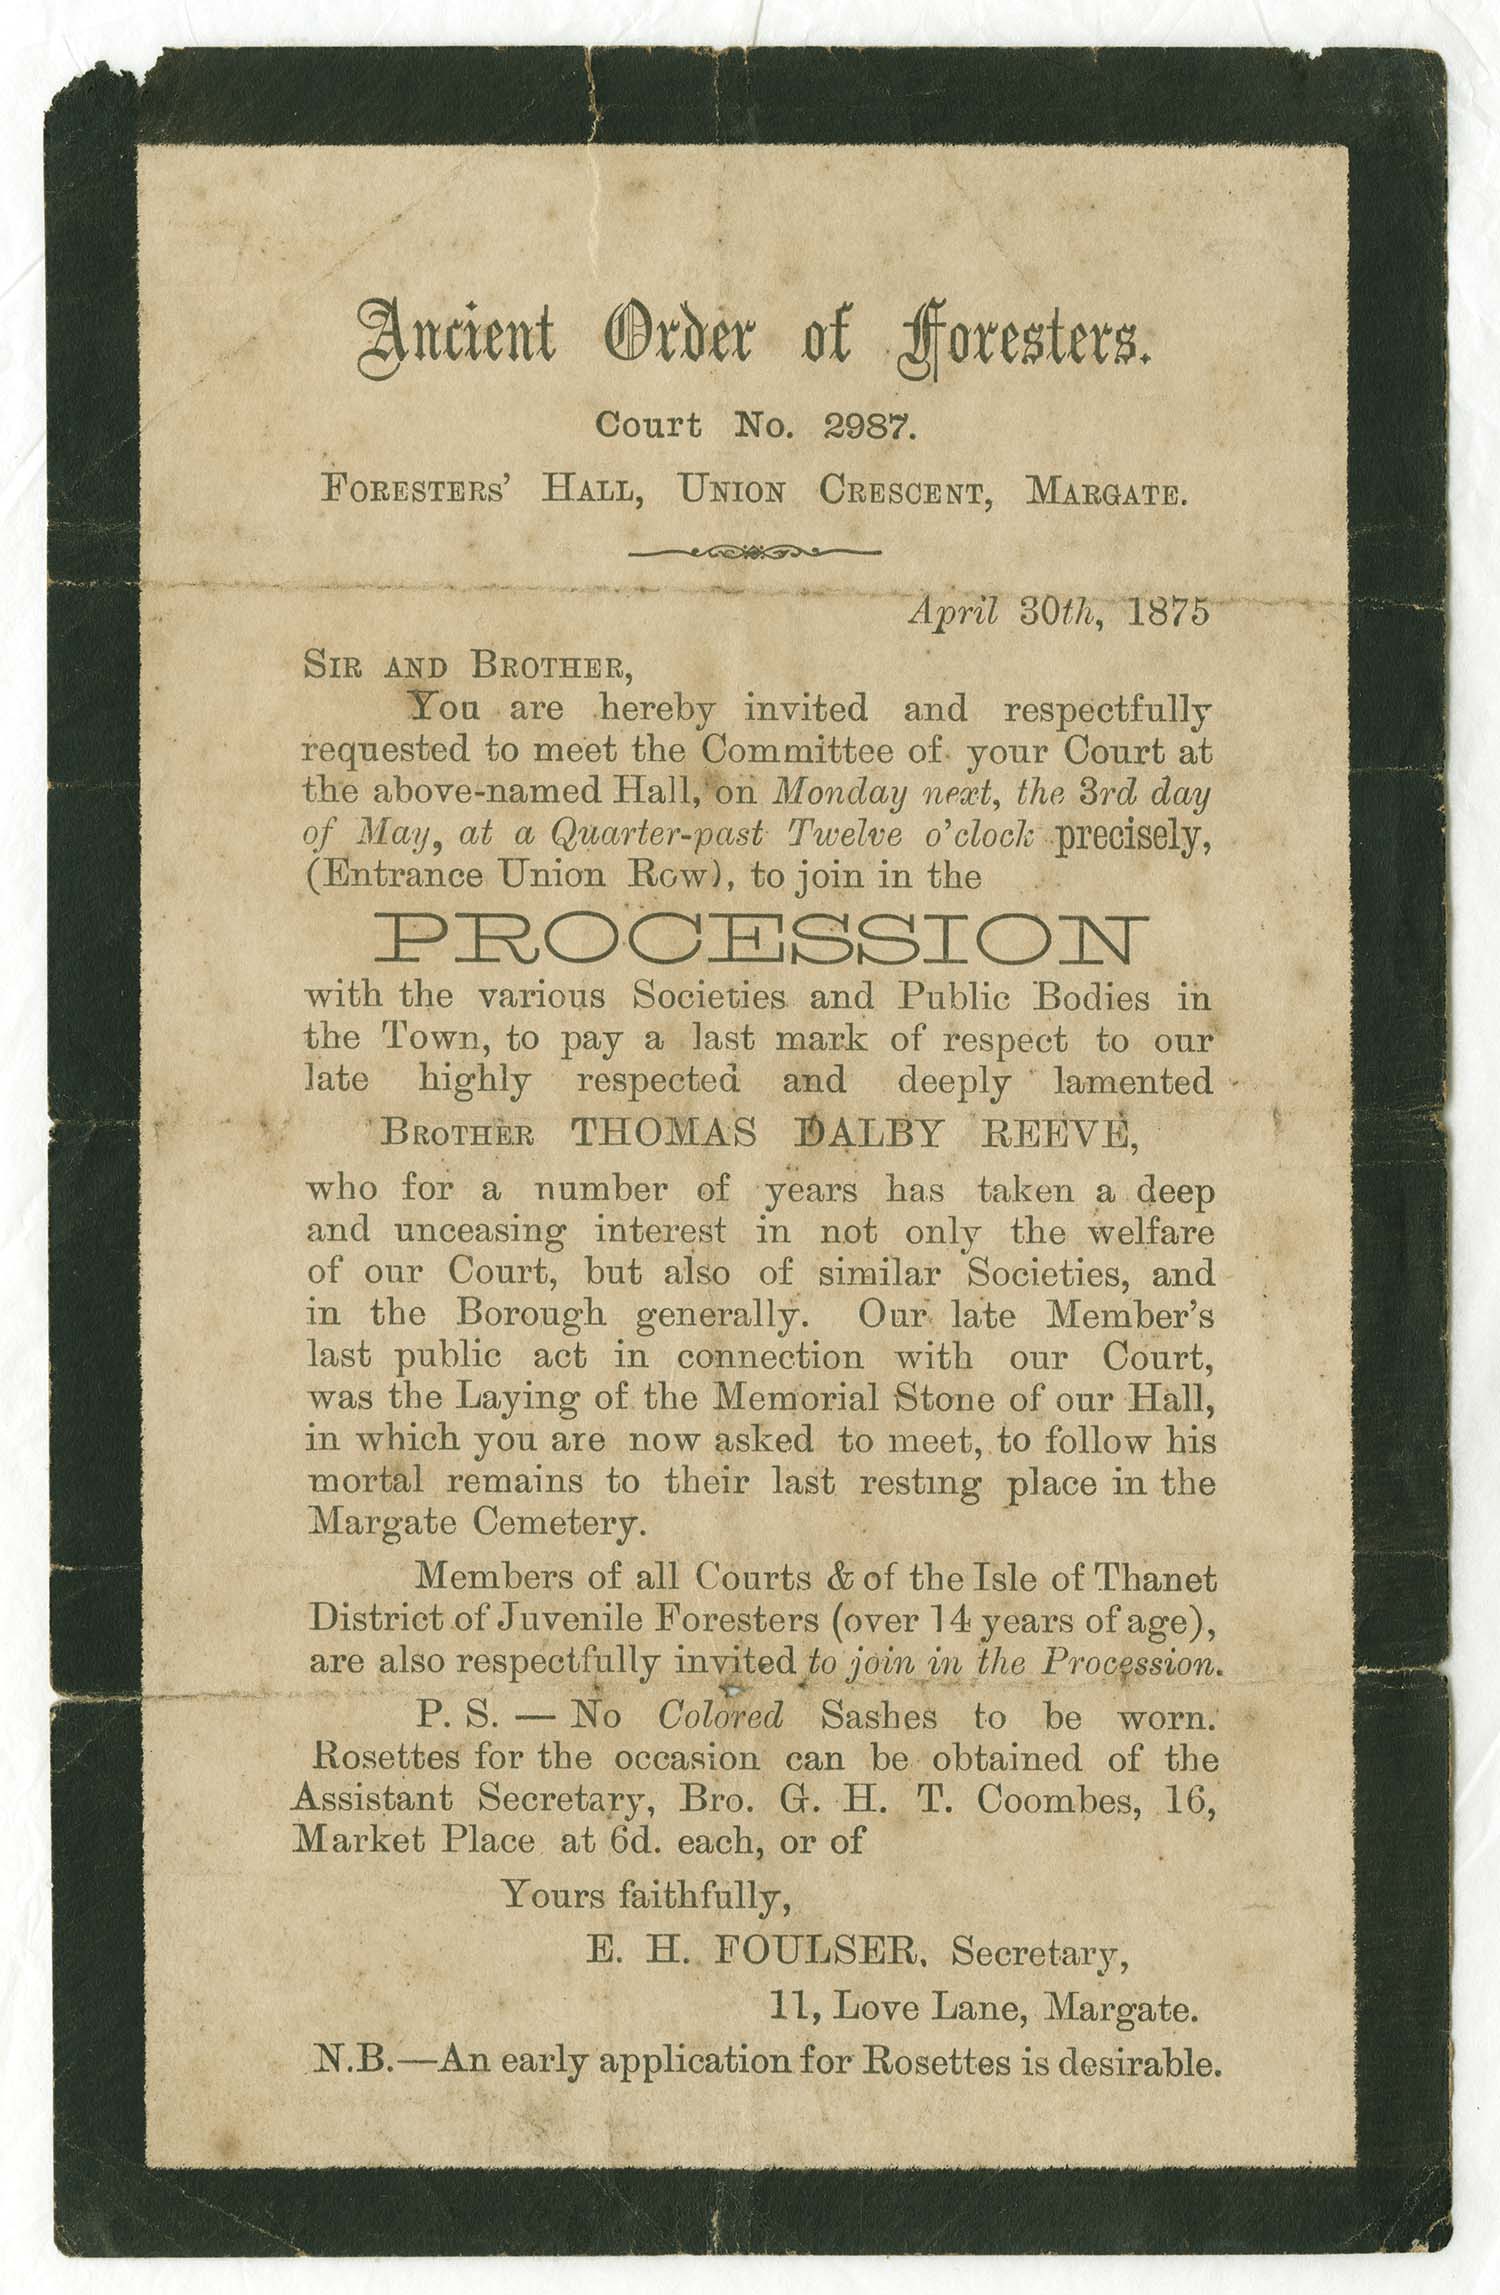 Ancient Order of Foresters.
Court No. 2987.
Foresters' Hall, Union Crescent, Margate.
April 30th, 1875
Sir and Brother,
You are hereby invited and respectfully
requested to meet the Committee of your Court at
the above-named Hall, on Monday next, the 3rd day
of May, at a Quarter-past Twelve o'clock precisely,
(Entrance Union Row), to join in the
PROCESSION
with the various Societies and Public Bodies in
the Town, to pay a last mark of respect to our
late highly respected and deeply lamented
Brother THOMAS DALBY REEVE,
who for a number of years has taken a deep
and unceasing interest in not only the welfare
of our Court, but also of similar Societies, and
in the Borough generally. Our late Member's
last public act in connection with our Court,
was the Laying of the Memorial Stone of our Hall,
in which you are now asked to meet, to follow his
mortal remains to their last resting place in the
Margate Cemetery.
Members of all Courts & of the Isle of Thanet
District of Juvenile Foresters (over 14 years of age),
are also respectfully invited to join in the Procession.
P. S. — No Colored Sashes to be worn.
Rosettes for the occasion can be obtained of the
Assistant Secretary, Bro. G. H. T. Coombes, 16,
Market Place at 6d. each, or of
Yours faithfully,
E. H. FOULSER, Secretary,
11, Love Lane, Margate.
N.B.—An early application for Rosettes is desirable.